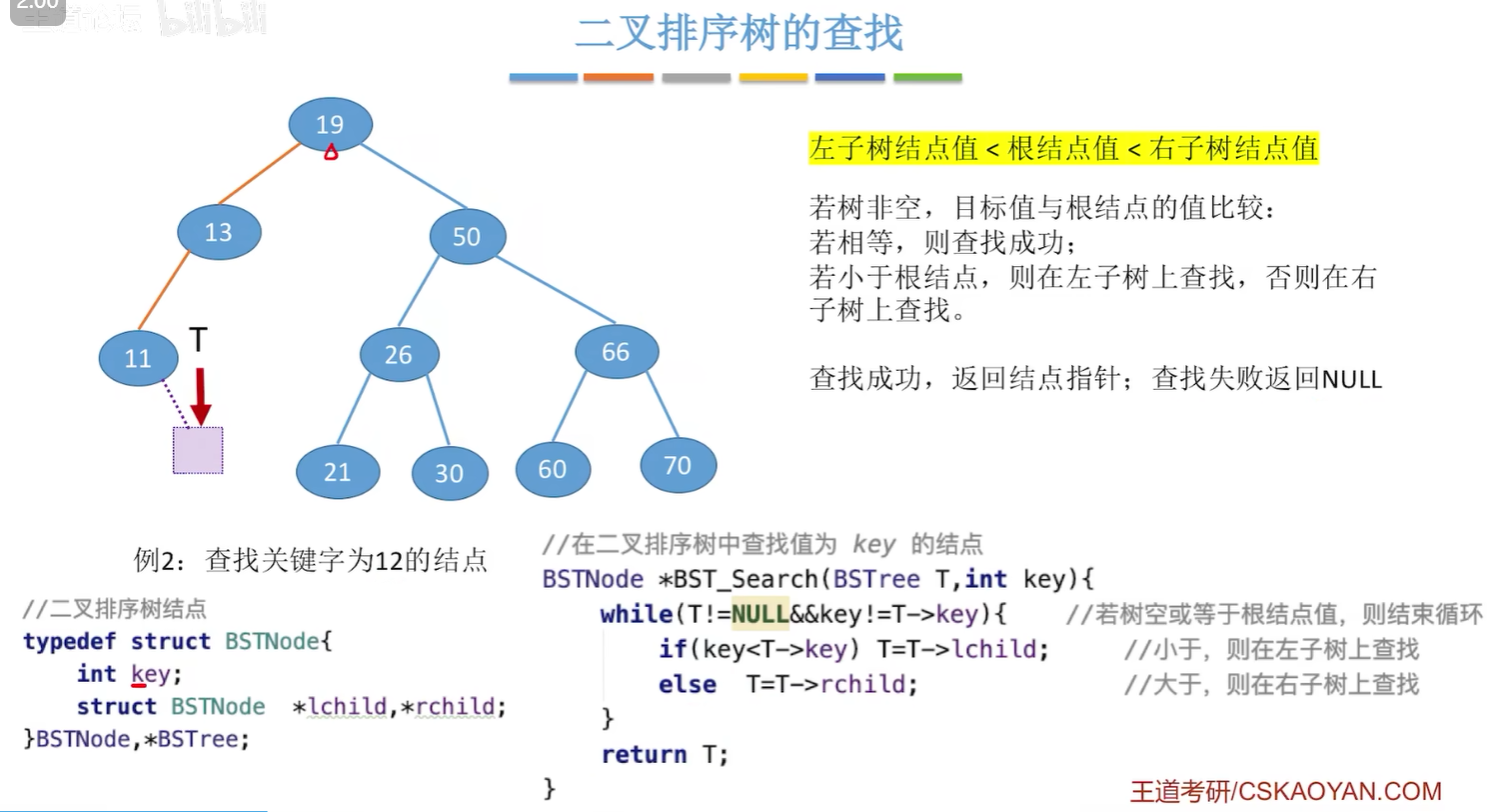 2:00
王道论坛 bilibili
二叉排序树的查找
19
13
50
11
T
26
66
21
30
60
70
左子树结点值 < 根结点值 < 右子树结点值
若树非空，目标值与根结点的值比较：
若相等，则查找成功；
若小于根结点，则在左子树上查找，否则在右
子树上查找。
查找成功，返回结点指针；查找失败返回NULL
例2：查找关键字为12的结点
//二叉排序树结点
typedef struct BSTNode{
int key;
struct BSTNode *lchild,*rchild;
}BSTNode,*BSTree;
//在二叉排序树中查找值为 key 的结点
BSTNode *BST_Search(BSTree T,int key){
while(T!=NULL&&key!=T->key){ //若树空或等于根结点值，则结束循环
if(key<T->key) T=T->lchild; //小于，则在左子树上查找
else T=T->rchild; //大于，则在右子树上查找
}
return T;
}
王道考研/CSKAOYAN.COM